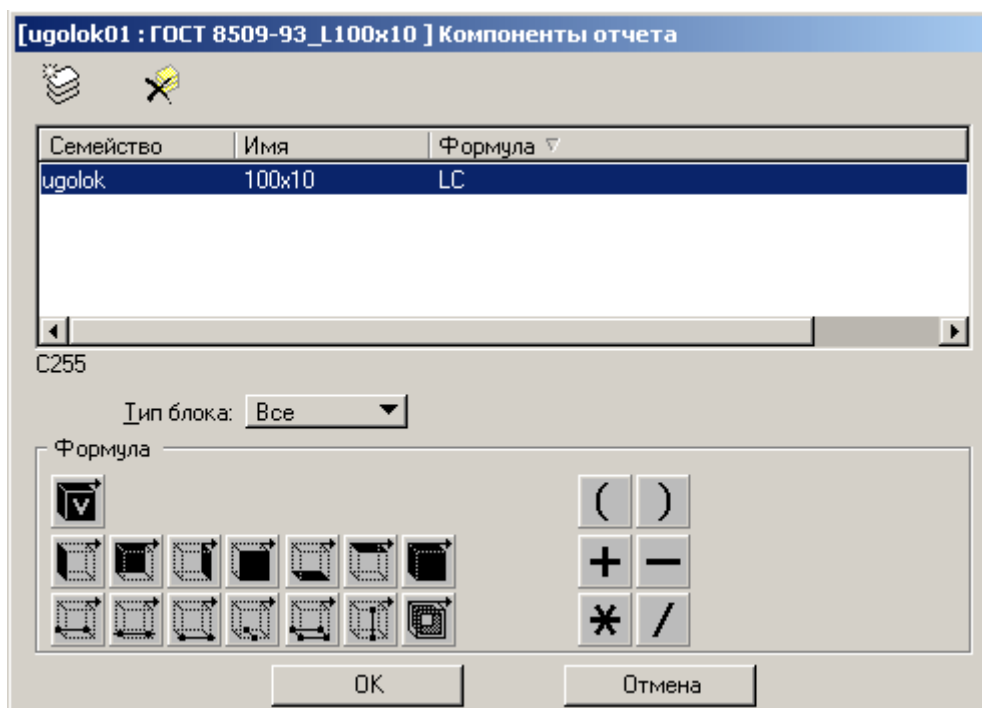 [ugolok01 : ГОСТ 8509-93_L100x10 ] Компоненты отчета
Семейство Имя Формула
ugolok 100x10 LC
C255
Тип блока: Все
Формула
V
( )
+ −
* /
OK Отмена